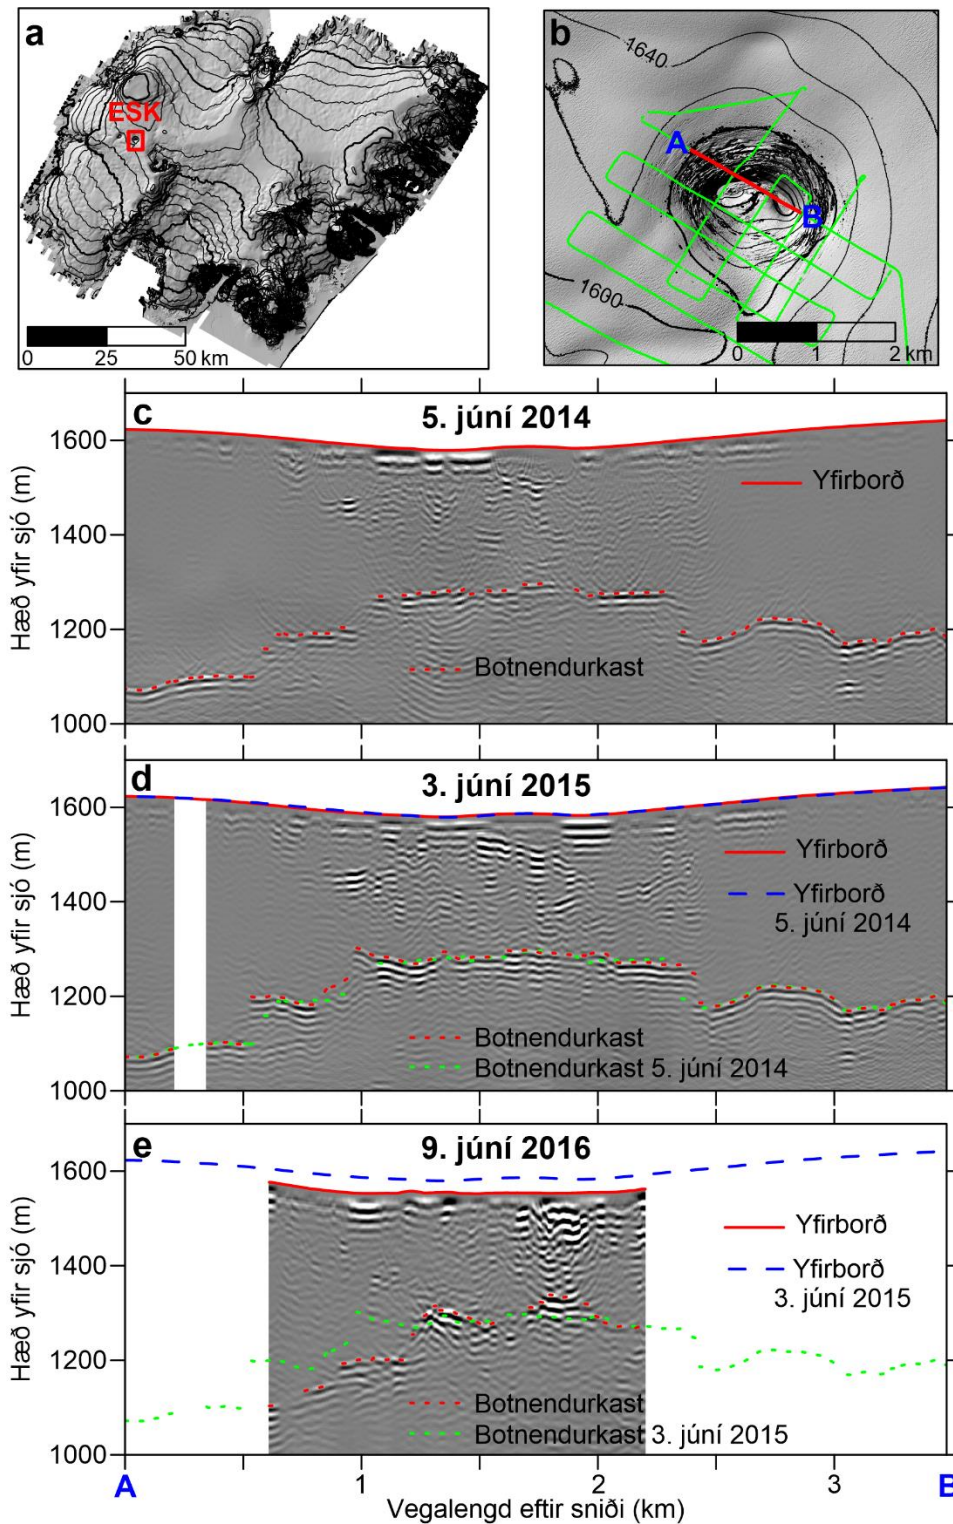 a
ESK
0 25 50 km
b
1640
A
B
1600
0 1 2 km
c
5. júní 2014
Yfirborð
Botnendurkast
Hæð yfir sjó (m)
1600
1400
1200
1000
d
3. júní 2015
Yfirborð
Yfirborð
5. júní 2014
Botnendurkast
Botnendurkast 5. júní 2014
Hæð yfir sjó (m)
1600
1400
1200
1000
e
9. júní 2016
Yfirborð
Yfirborð
3. júní 2015
Botnendurkast
Botnendurkast 3. júní 2015
Hæð yfir sjó (m)
1600
1400
1200
1000
A 1 2 3 B
Vegalengd eftir sniði (km)